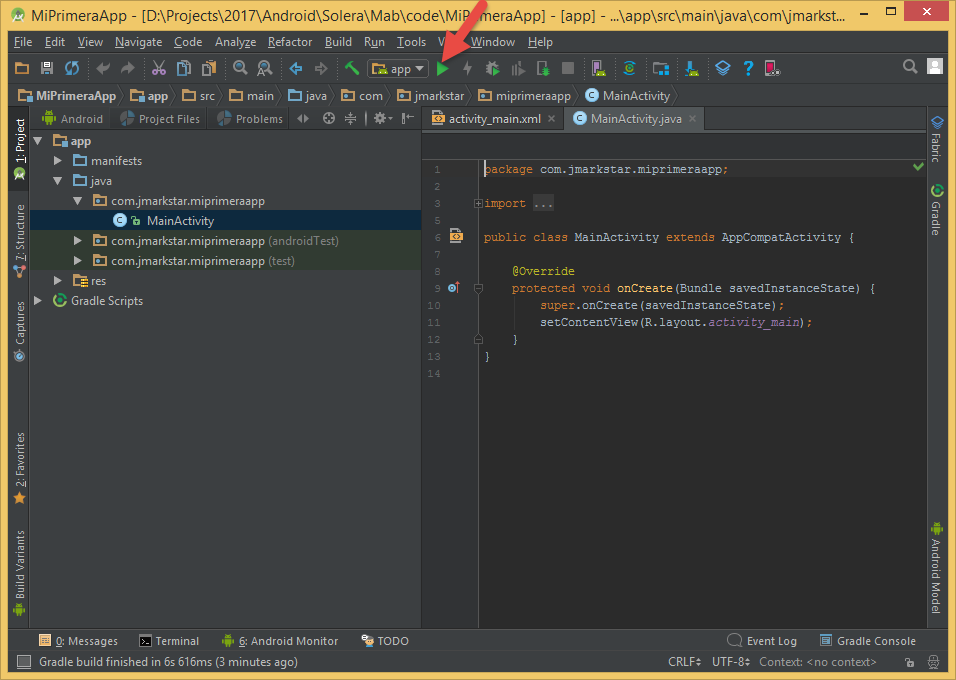 MiPrimeraApp - [D:\Projects\2017\Android\Solera\Mab\code\MiPrimeraApp] - [app] - ...\app\src\main\java\com\jmarkst...
File Edit View Navigate Code Analyze Refactor Build Run Tools Window Help
app
MiPrimeraApp app src main java com jmarkstar miprimeraapp MainActivity
Android Project Files Problems
activity_main.xml MainActivity.java
1: Project
7: Structure
Captures
2: Favorites
Build Variants
app
manifests
java
com.jmarkstar.miprimeraapp
MainActivity
com.jmarkstar.miprimeraapp (androidTest)
com.jmarkstar.miprimeraapp (test)
res
Gradle Scripts
1 package com.jmarkstar.miprimeraapp;
2
3 import ...
5
6 public class MainActivity extends AppCompatActivity {
7
8 @Override
9 protected void onCreate(Bundle savedInstanceState) {
10 super.onCreate(savedInstanceState);
11 setContentView(R.layout.activity_main);
12 }
13 }
14
Fabric
Gradle
Android Model
0: Messages Terminal 6: Android Monitor TODO Event Log Gradle Console
Gradle build finished in 6s 616ms (3 minutes ago) CRLF UTF-8 Context: <no context>